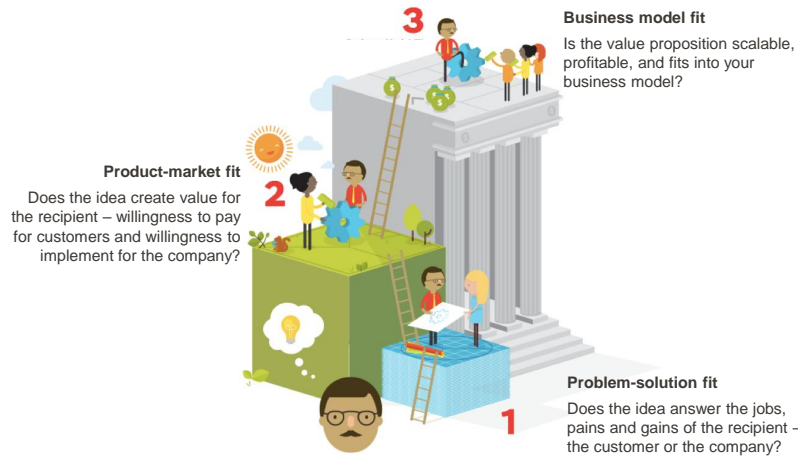 3
Business model fit
Is the value proposition scalable,
profitable, and fits into your
business model?
$
$
$
Product-market fit
2
Does the idea create value for
the recipient – willingness to pay
for customers and willingness to
implement for the company?
Problem-solution fit
1
Does the idea answer the jobs,
pains and gains of the recipient –
the customer or the company?